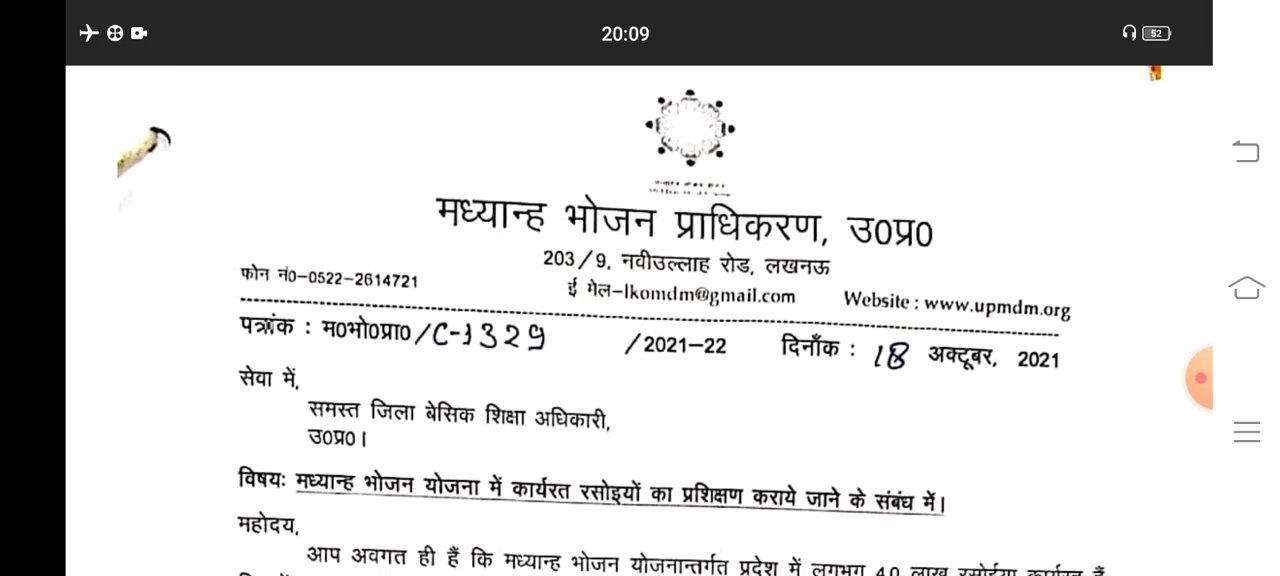 20:09
52
मध्यान्ह भोजन प्राधिकरण, उ0प्र0
203/9, नवीउल्लाह रोड, लखनऊ
फोन नं0-0522-2614721
ई मेल-lkomdm@gmail.com Website : www.upmdm.org
पत्रांक : म0भो0प्रा0/C-1329 /2021-22 दिनाँक : 18 अक्टूबर, 2021
सेवा में,
समस्त जिला बेसिक शिक्षा अधिकारी,
उ0प्र0।
विषयः मध्यान्ह भोजन योजना में कार्यरत रसोइयों का प्रशिक्षण कराये जाने के संबंध में।
महोदय,
आप अवगत ही हैं कि मध्यान्ह भोजन योजनान्तर्गत प्रदेश में लगभग